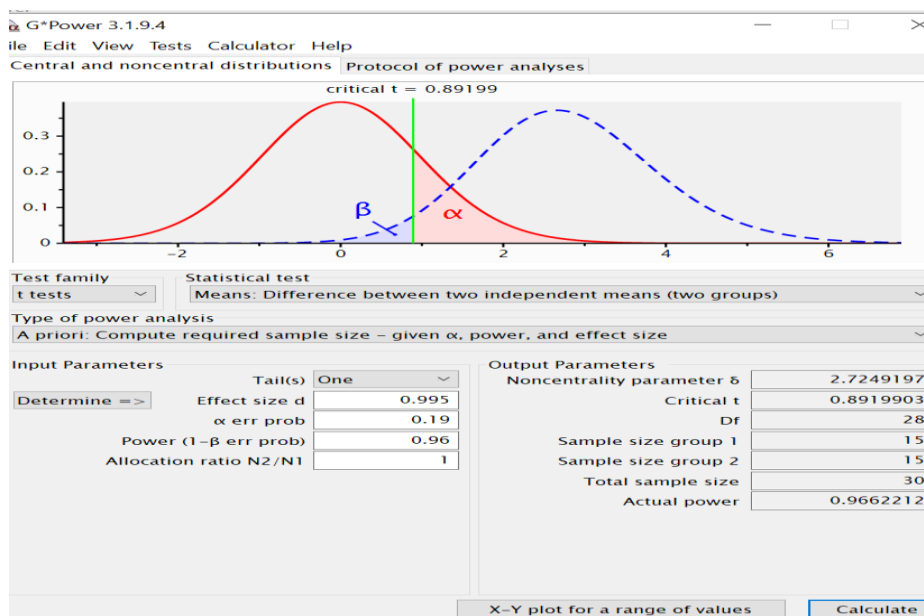 G*Power 3.1.9.4
ile Edit View Tests Calculator Help
Central and noncentral distributions Protocol of power analyses
critical t = 0.89199
0.3
0.2
0.1
0
β
α
-2 0 2 4 6
Test family Statistical test
t tests Means: Difference between two independent means (two groups)
Type of power analysis
A priori: Compute required sample size - given α, power, and effect size
Input Parameters Output Parameters
Tail(s) One Noncentrality parameter δ 2.7249197
Determine => Effect size d 0.995 Critical t 0.8919903
α err prob 0.19 Df 28
Power (1-β err prob) 0.96 Sample size group 1 15
Allocation ratio N2/N1 1 Sample size group 2 15
Total sample size 30
Actual power 0.9662212
X-Y plot for a range of values Calculate